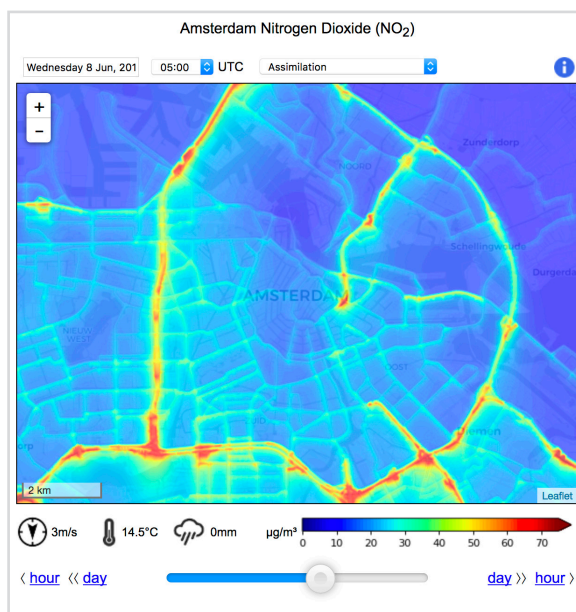 Amsterdam Nitrogen Dioxide (NO2)
Wednesday 8 Jun, 201
05:00
UTC
Assimilation
i
+
−
Zunderdorp
NOORD
Schellingwoude
Durgerda
AMSTERDA
NIEUW-
WEST
OOST
Zuid
2 km
Leaflet
3m/s
14.5°C
0mm
µg/m³
0 10 20 30 40 50 60 70
〈 hour 〈〈 day
day 〉〉 hour 〉